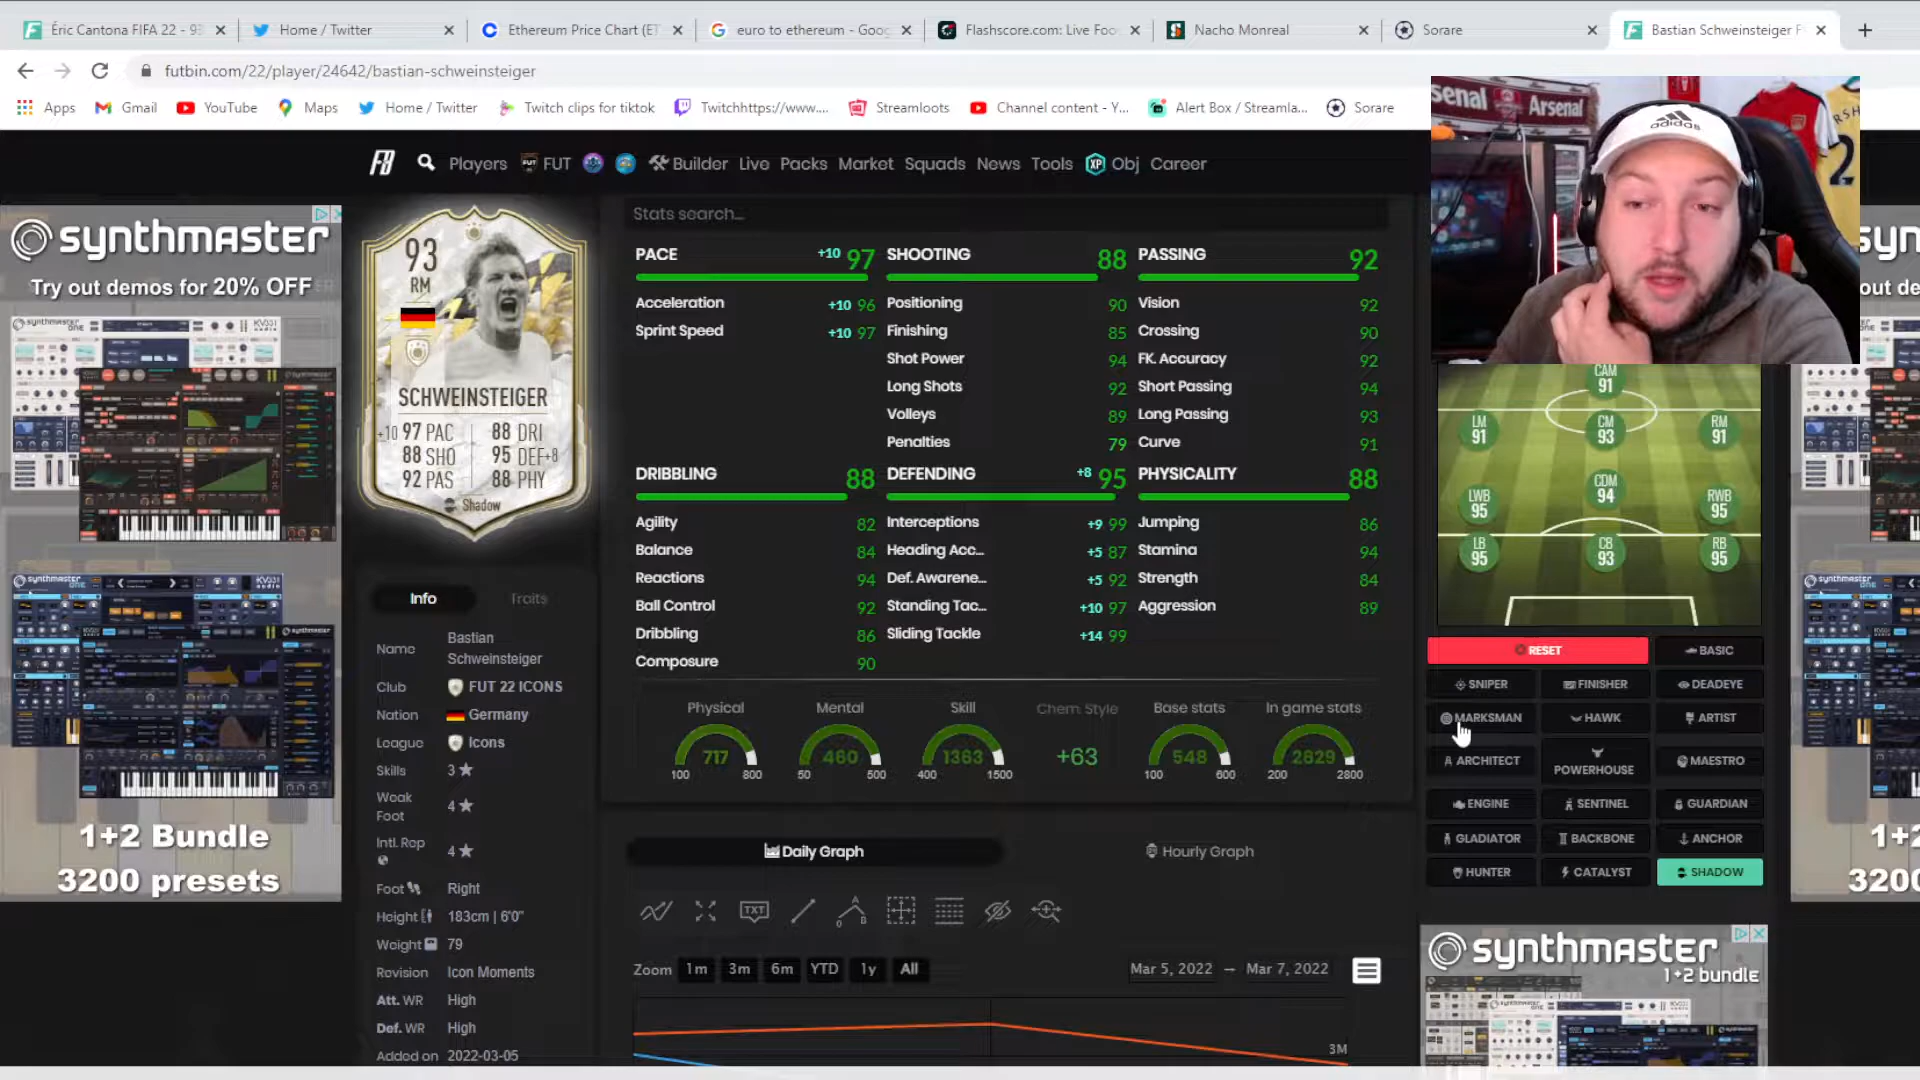 Éric Cantona FIFA 22 - 93
Home / Twitter
Ethereum Price Chart (ET
euro to ethereum - Goog
Flashscore.com: Live Foo
Nacho Monreal
Sorare
Bastian Schweinsteiger F
futbin.com/22/player/24642/bastian-schweinsteiger
Apps
Gmail
YouTube
Maps
Home / Twitter
Twitch clips for tiktok
Twitchhttps://www....
Streamloots
Channel content - Y...
Alert Box / Streamla...
Sorare
Players
FUT
Builder
Live
Packs
Market
Squads
News
Tools
XP Obj
Career
senal
Arsenal
adidas
2
synthmaster
Try out demos for 20% OFF
1+2 Bundle
3200 presets
93
RM
SCHWEINSTEIGER
+10 97 PAC 88 DRI
88 SHO 95 DEF+8
92 PAS 88 PHY
Shadow
Stats search...
PACE +10 97
Acceleration +10 96
Sprint Speed +10 97
SHOOTING 88
Positioning 90
Finishing 85
Shot Power 94
Long Shots 92
Volleys 89
Penalties 79
PASSING 92
Vision 92
Crossing 90
FK. Accuracy 92
Short Passing 94
Long Passing 93
Curve 91
DRIBBLING 88
Agility 82
Balance 84
Reactions 94
Ball Control 92
Dribbling 86
Composure 90
DEFENDING +8 95
Interceptions +9 99
Heading Acc... +5 87
Def. Awarene... +5 92
Standing Tac... +10 97
Sliding Tackle +14 99
PHYSICALITY 88
Jumping 86
Stamina 94
Strength 84
Aggression 89
Physical
717
100 800
Mental
460
50 500
Skill
1363
400 1500
Chem. Style
+63
Base stats
548
100 600
In game stats
2629
200 2800
Info
Traits
Name Bastian Schweinsteiger
Club FUT 22 ICONS
Nation Germany
League Icons
Skills 3
Weak Foot 4
Intl. Rep 4
Foot Right
Height 183cm | 6'0"
Weight 79
Revision Icon Moments
Att. WR High
Def. WR High
Added on 2022-03-05
Daily Graph
Hourly Graph
TXT
Zoom 1m 3m 6m YTD 1y All
Mar 5, 2022 – Mar 7, 2022
3M
CAM 91
LM 91
CM 93
RM 91
CDM 94
LWB 95
RWB 95
LB 95
CB 93
RB 95
RESET
BASIC
SNIPER
FINISHER
DEADEYE
MARKSMAN
HAWK
ARTIST
ARCHITECT
POWERHOUSE
MAESTRO
ENGINE
SENTINEL
GUARDIAN
GLADIATOR
BACKBONE
ANCHOR
HUNTER
CATALYST
SHADOW
synthmaster
1+2 bundle
syn
out de
1+2
3200